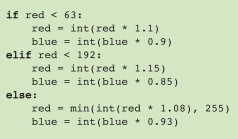 if red < 63:
    red = int(red * 1.1)
    blue = int(blue * 0.9)
elif red < 192:
    red = int(red * 1.15)
    blue = int(blue * 0.85)
else:
    red = min(int(red * 1.08), 255)
    blue = int(blue * 0.93)